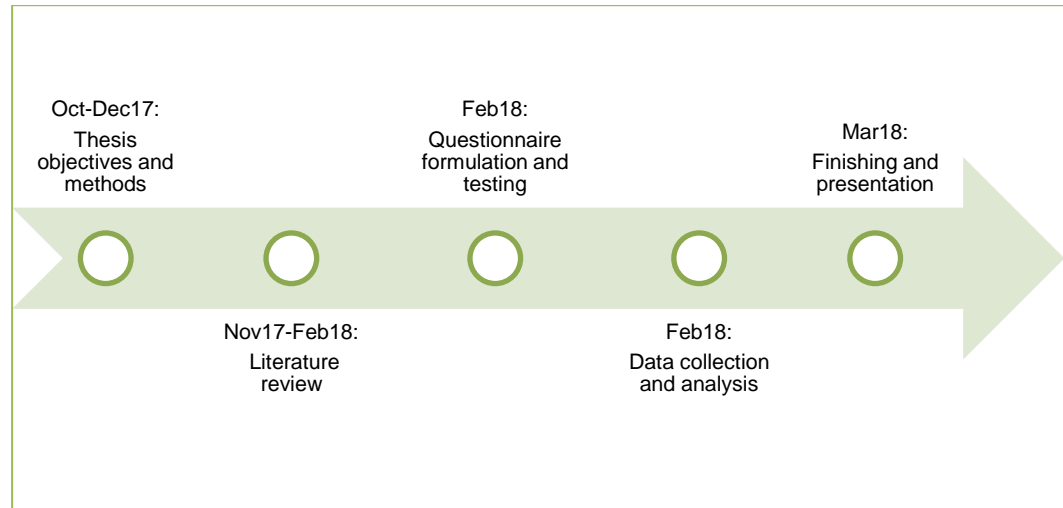 Oct-Dec17:
Thesis
objectives and
methods
Nov17-Feb18:
Literature
review
Feb18:
Questionnaire
formulation and
testing
Feb18:
Data collection
and analysis
Mar18:
Finishing and
presentation